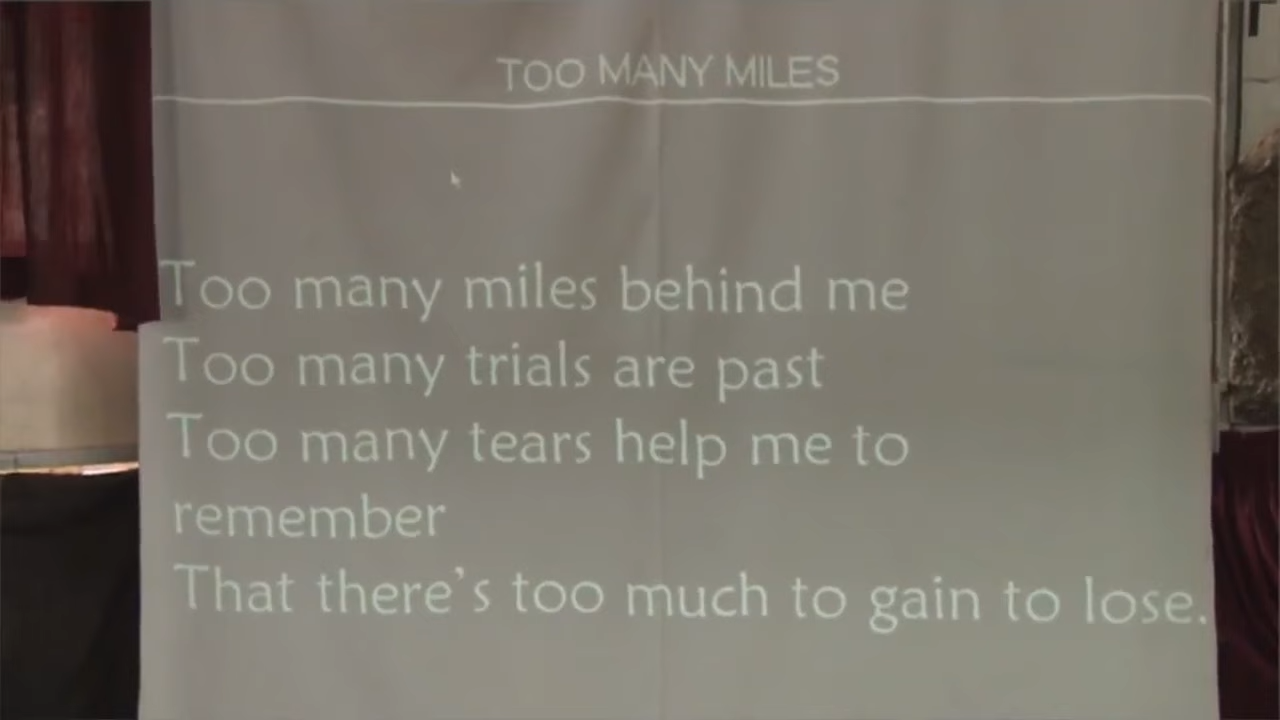 TOO MANY MILES
Too many miles behind me
Too many trials are past
Too many tears help me to
remember
That there’s too much to gain to lose.